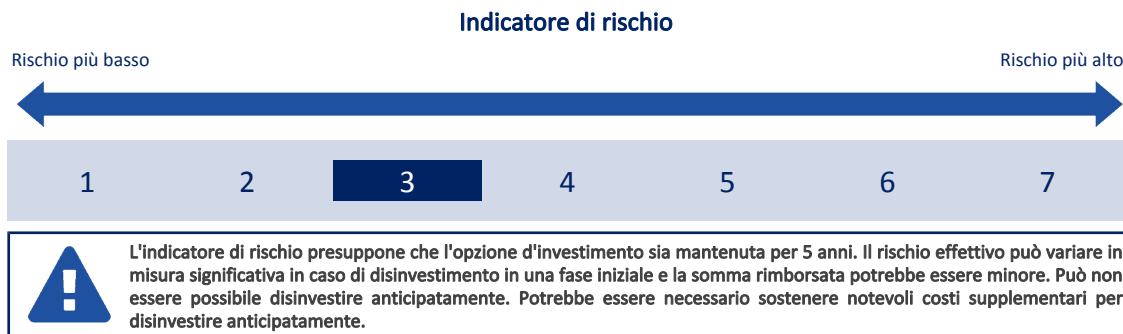 Indicatore di rischio
Rischio più basso
Rischio più alto
1 2 3 4 5 6 7
L'indicatore di rischio presuppone che l'opzione d'investimento sia mantenuta per 5 anni. Il rischio effettivo può variare in
misura significativa in caso di disinvestimento in una fase iniziale e la somma rimborsata potrebbe essere minore. Può non
essere possibile disinvestire anticipatamente. Potrebbe essere necessario sostenere notevoli costi supplementari per
disinvestire anticipatamente.